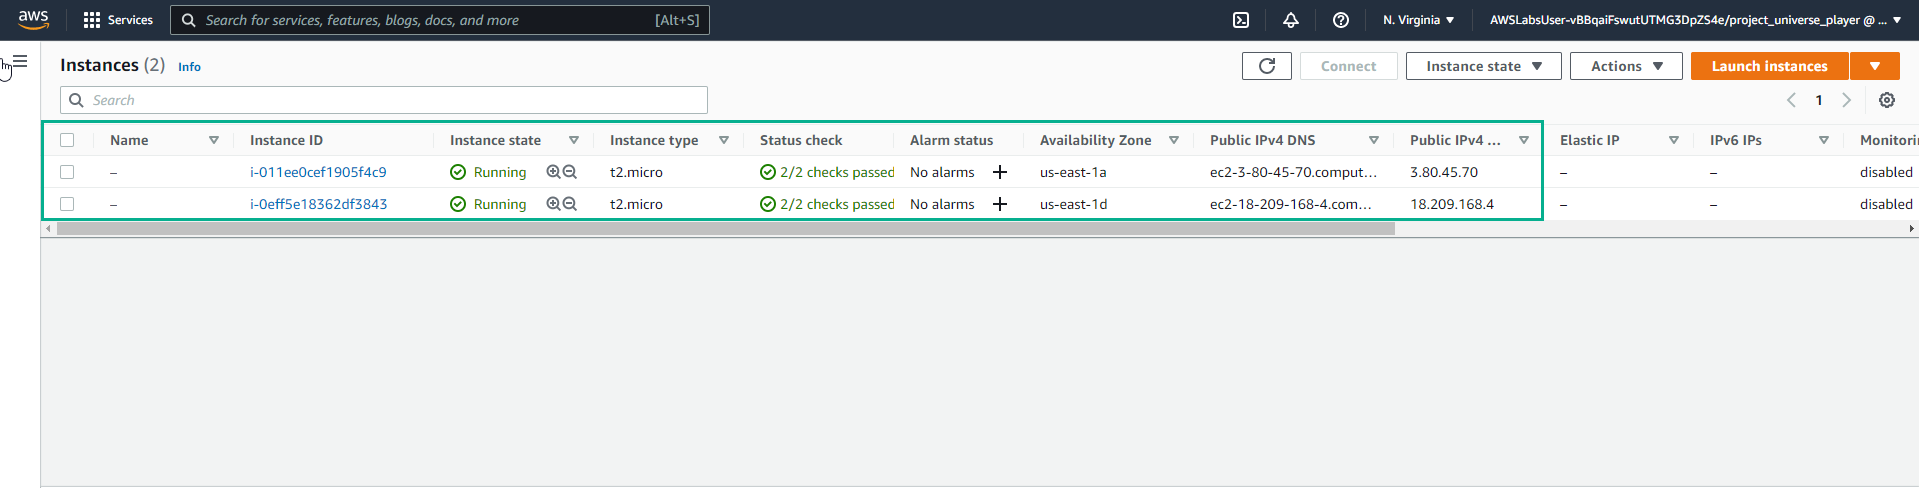 aws Services Search for services, features, blogs, docs, and more [Alt+S] N. Virginia AWSLabsUser-vBBqaiFswutUTMG3DpZS4e/project_universe_player @ ...
Instances (2) Info Connect Instance state Actions Launch instances
Search 1
Name Instance ID Instance state Instance type Status check Alarm status Availability Zone Public IPv4 DNS Public IPv4 ... Elastic IP IPv6 IPs Monitorin
– i-011ee0cef1905f4c9 Running t2.micro 2/2 checks passed No alarms + us-east-1a ec2-3-80-45-70.comput... 3.80.45.70 – – disabled
– i-0eff5e18362df3843 Running t2.micro 2/2 checks passed No alarms + us-east-1d ec2-18-209-168-4.com... 18.209.168.4 – – disabled